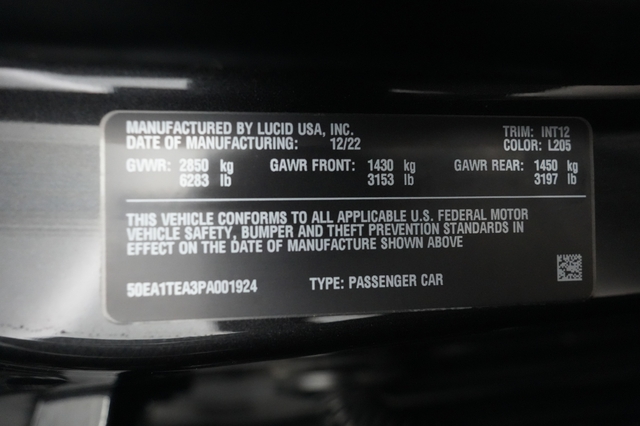 MANUFACTURED BY LUCID USA, INC. TRIM: INT12
DATE OF MANUFACTURING: 12/22 COLOR: L205
GVWR: 2850 kg GAWR FRONT: 1430 kg GAWR REAR: 1450 kg
6283 lb 3153 lb 3197 lb
THIS VEHICLE CONFORMS TO ALL APPLICABLE U.S. FEDERAL MOTOR
VEHICLE SAFETY, BUMPER AND THEFT PREVENTION STANDARDS IN
EFFECT ON THE DATE OF MANUFACTURE SHOWN ABOVE
50EA1TEA3PA001924 TYPE: PASSENGER CAR